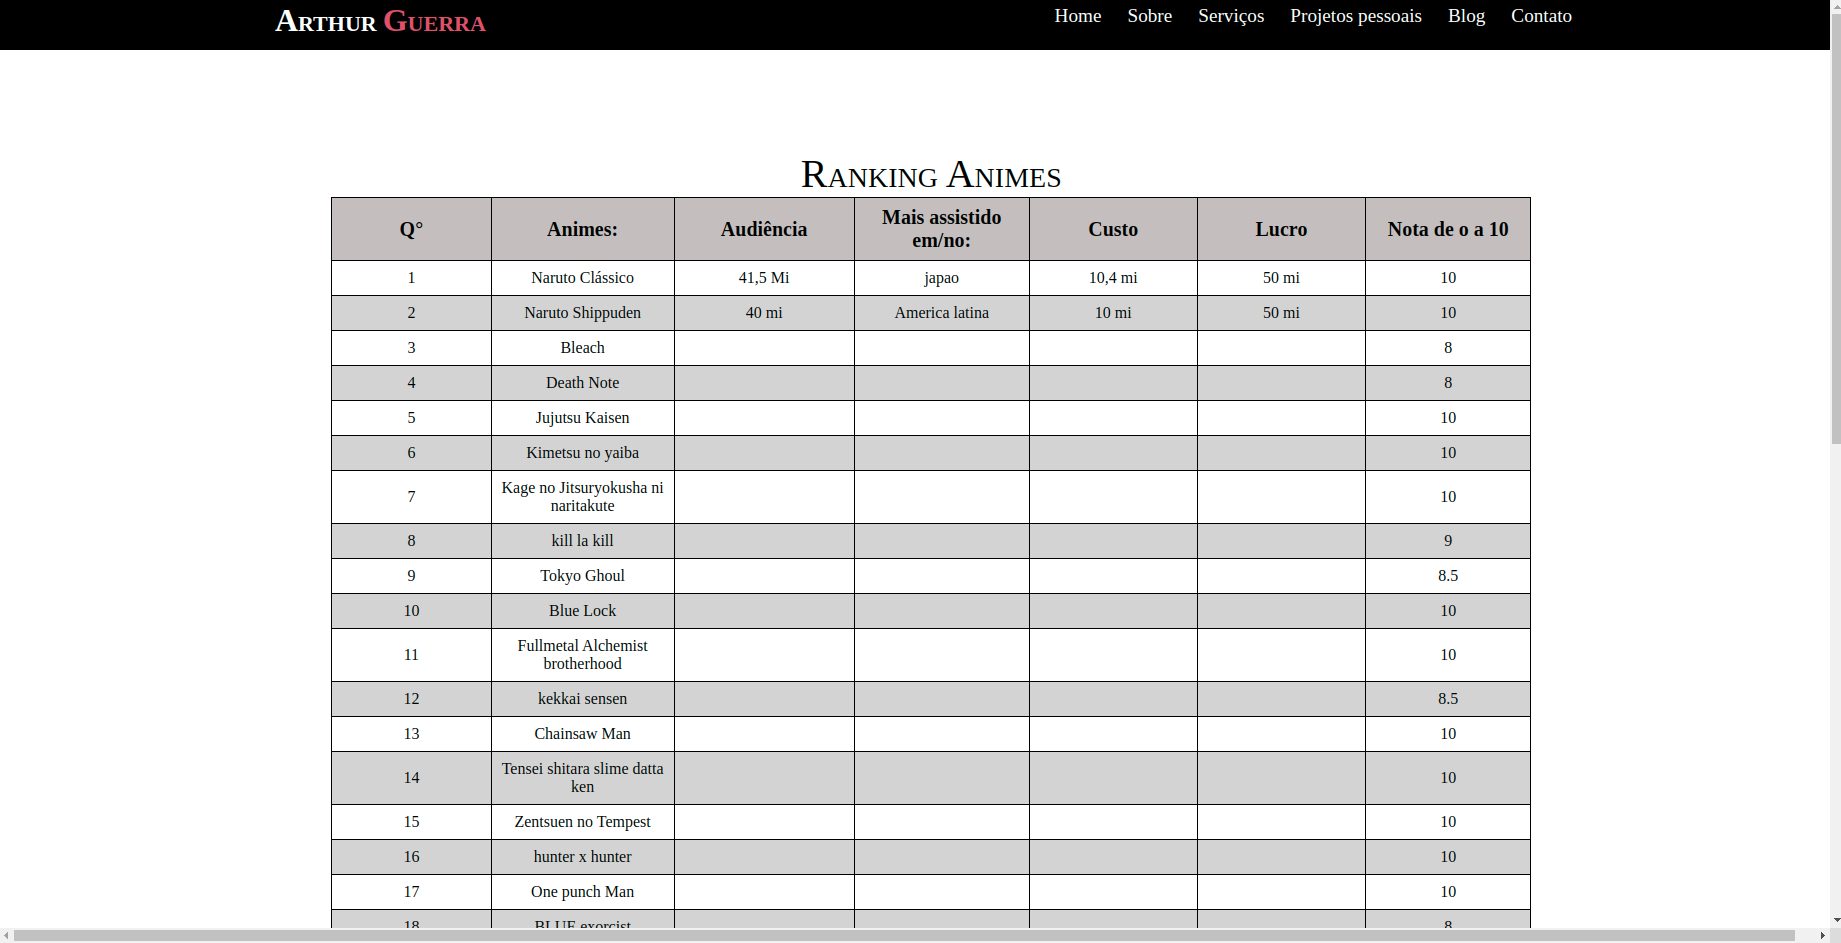 Arthur Guerra
Home Sobre Serviços Projetos pessoais Blog Contato
Ranking Animes
Q° Animes: Audiência Mais assistido em/no: Custo Lucro Nota de o a 10
1 Naruto Clássico 41,5 Mi japao 10,4 mi 50 mi 10
2 Naruto Shippuden 40 mi America latina 10 mi 50 mi 10
3 Bleach 8
4 Death Note 8
5 Jujutsu Kaisen 10
6 Kimetsu no yaiba 10
7 Kage no Jitsuryokusha ni naritakute 10
8 kill la kill 9
9 Tokyo Ghoul 8.5
10 Blue Lock 10
11 Fullmetal Alchemist brotherhood 10
12 kekkai sensen 8.5
13 Chainsaw Man 10
14 Tensei shitara slime datta ken 10
15 Zentsuen no Tempest 10
16 hunter x hunter 10
17 One punch Man 10
18 BLUE exorcist 8